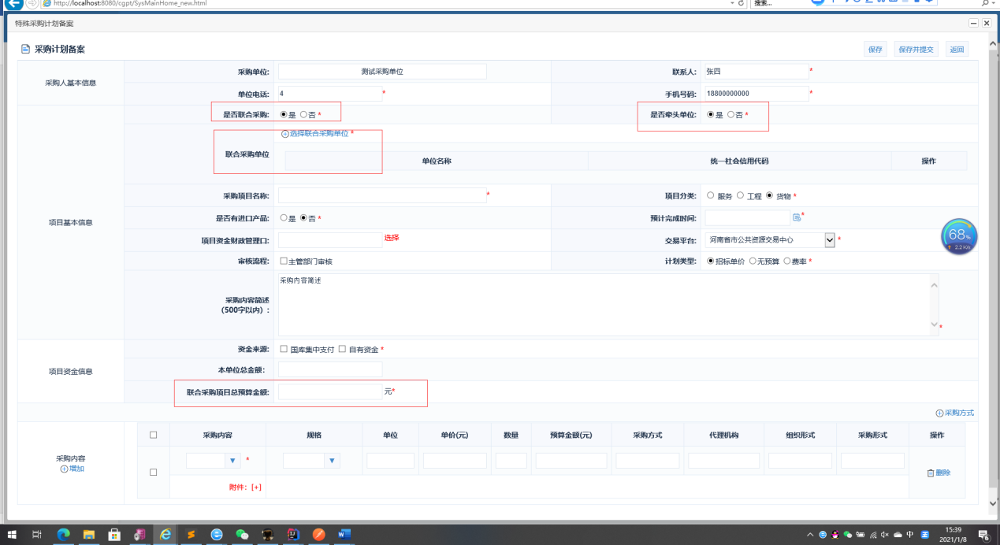 http://localhost:8080/cgpt/SysMainHome_new.html
搜索...
特殊采购计划备案
采购计划备案 保存 保存并提交 返回
采购人基本信息
采购单位: 测试采购单位 联系人: 张四 *
单位电话: 4 * 手机号码: 18800000000 *
项目基本信息
是否联合采购: 是 否 * 是否牵头单位: 是 否 *
联合采购单位
选择联合采购单位 *
单位名称 统一社会信用代码 操作
采购项目名称: * 项目分类: 服务 工程 货物 *
是否有进口产品: 是 否 * 预计完成时间: *
项目资金财政管理口: 选择 交易平台: 河南省市公共资源交易中心 *
审核流程: 主管部门审核 计划类型: 招标单价 无预算 费率 *
采购内容简述
(500字以内)：
采购内容简述
*
项目资金信息
资金来源: 国库集中支付 自有资金 *
本单位总金额:
联合采购项目总预算金额: 元*
采购方式
采购内容
增加
采购内容 规格 单位 单价(元) 数量 预算金额(元) 采购方式 代理机构 组织形式 采购形式 操作
*
附件: [+]
删除
68%
2.2K/s
中
15:39
2021/1/8